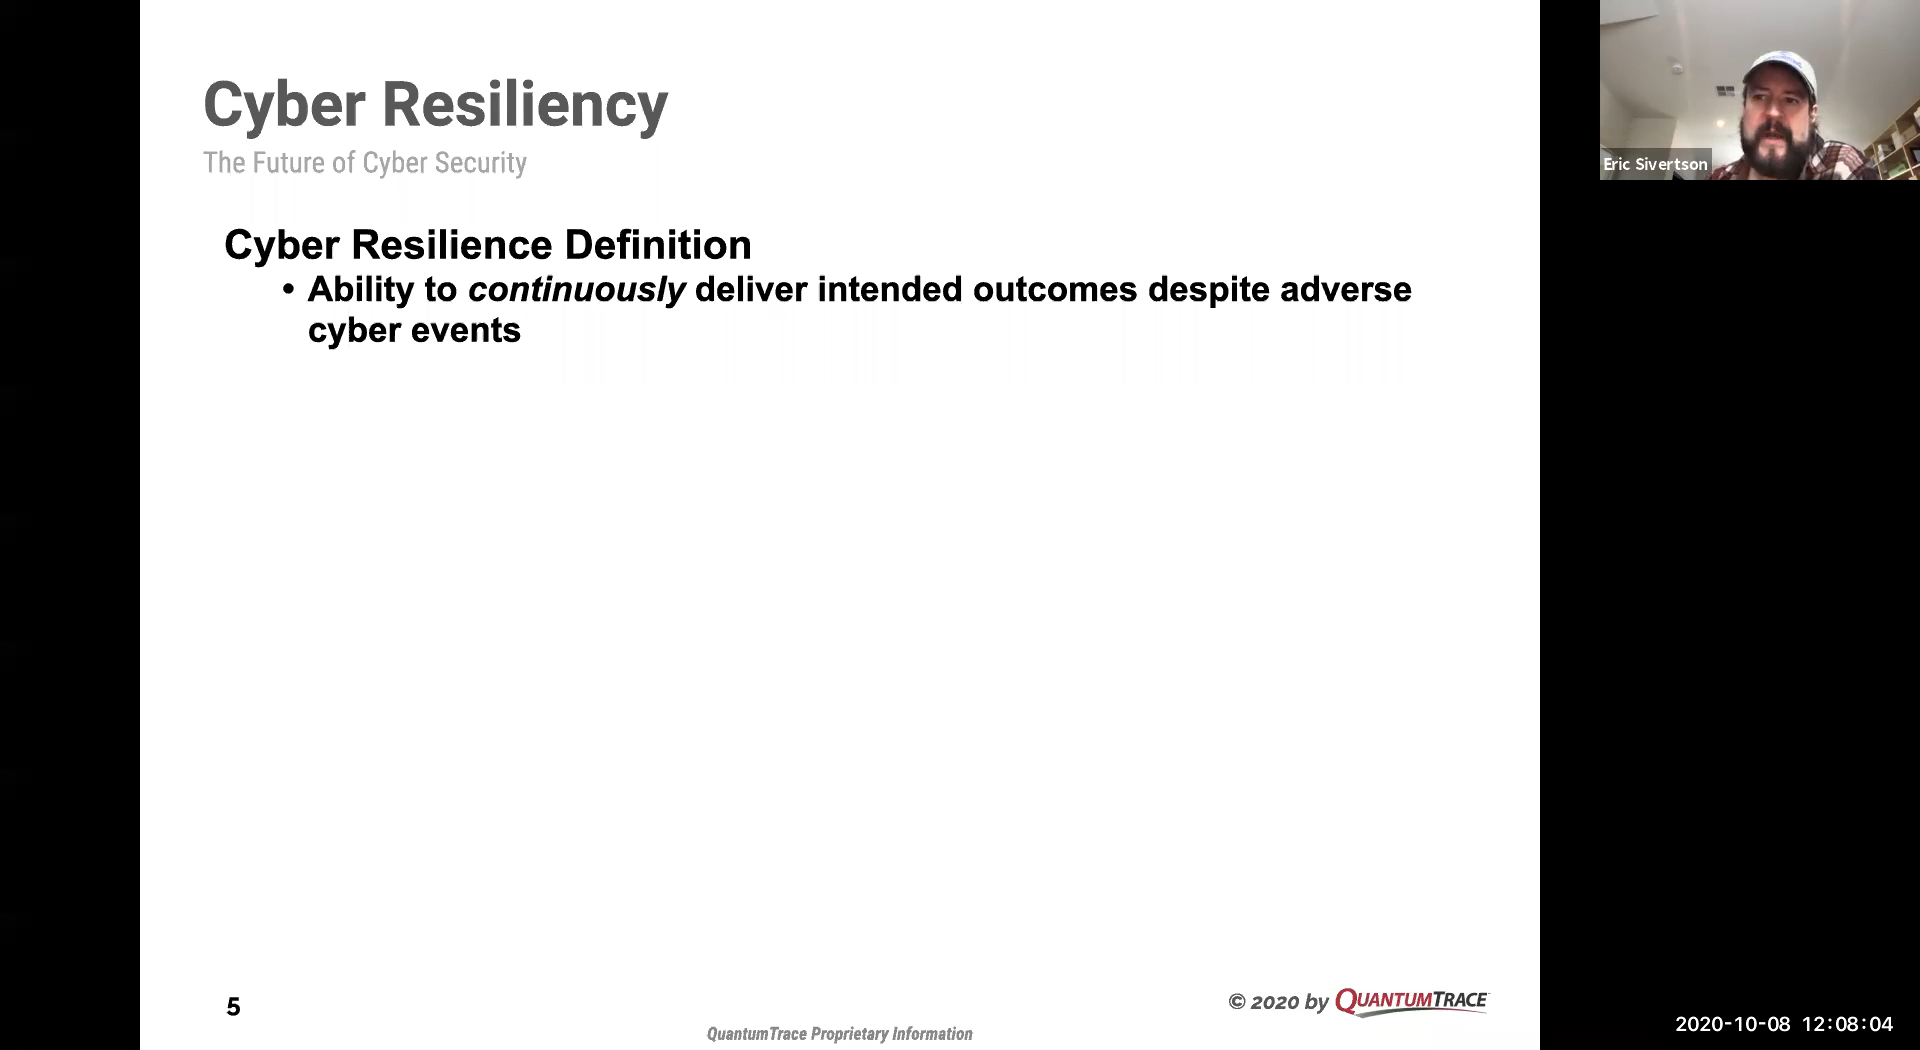 Cyber Resiliency
The Future of Cyber Security
Cyber Resilience Definition
• Ability to continuously deliver intended outcomes despite adverse
cyber events
5
© 2020 by QUANTUMTRACE
QuantumTrace Proprietary Information
Eric Sivertson
2020-10-08 12:08:04